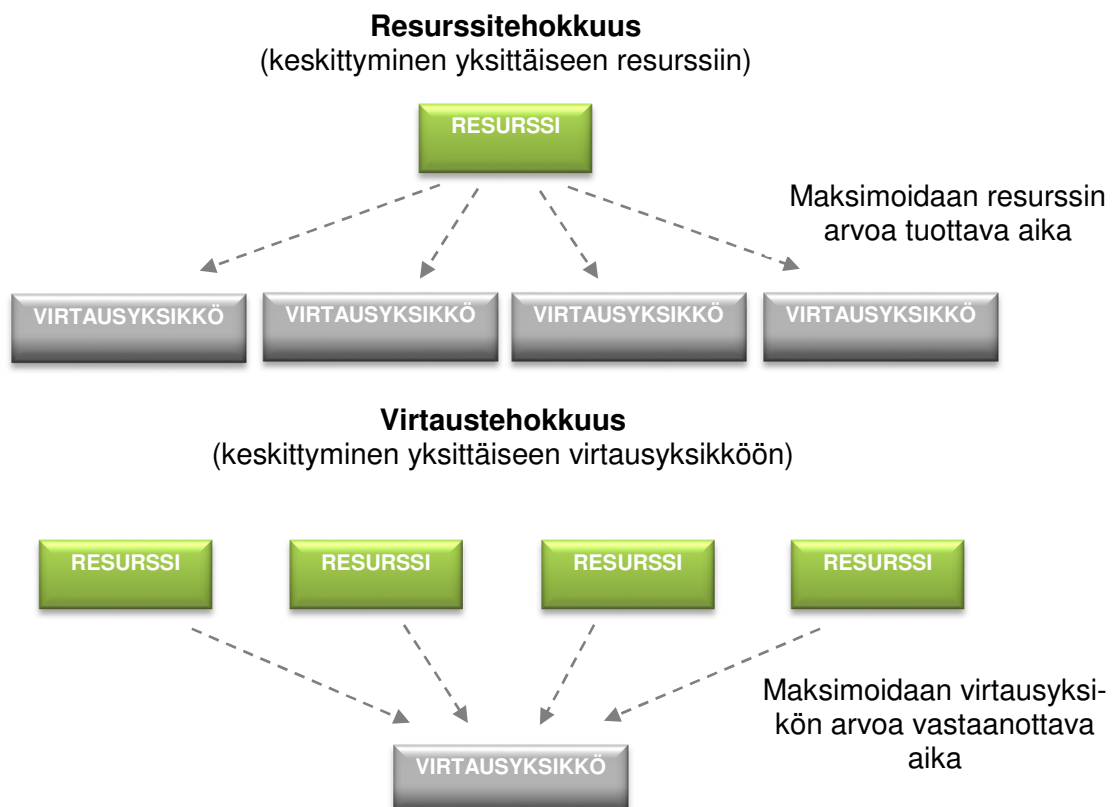 Resurssitehokkuus
(keskittyminen yksittäiseen resurssiin)
RESURSSI
Maksimoidaan resurssin
arvoa tuottava aika
VIRTAUSYKSIKKÖ
VIRTAUSYKSIKKÖ
VIRTAUSYKSIKKÖ
VIRTAUSYKSIKKÖ
Virtaustehokkuus
(keskittyminen yksittäiseen virtausyksikköön)
RESURSSI
RESURSSI
RESURSSI
RESURSSI
Maksimoidaan virtausyksi-
kön arvoa vastaanottava
aika
VIRTAUSYKSIKKÖ